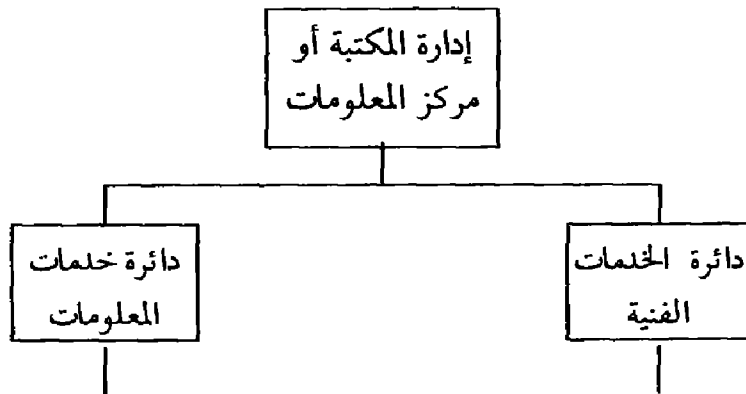 إدارة المكتبة أو
مركز المعلومات
دائرة الخدمات
الفنية
دائرة خدمات
المعلومات